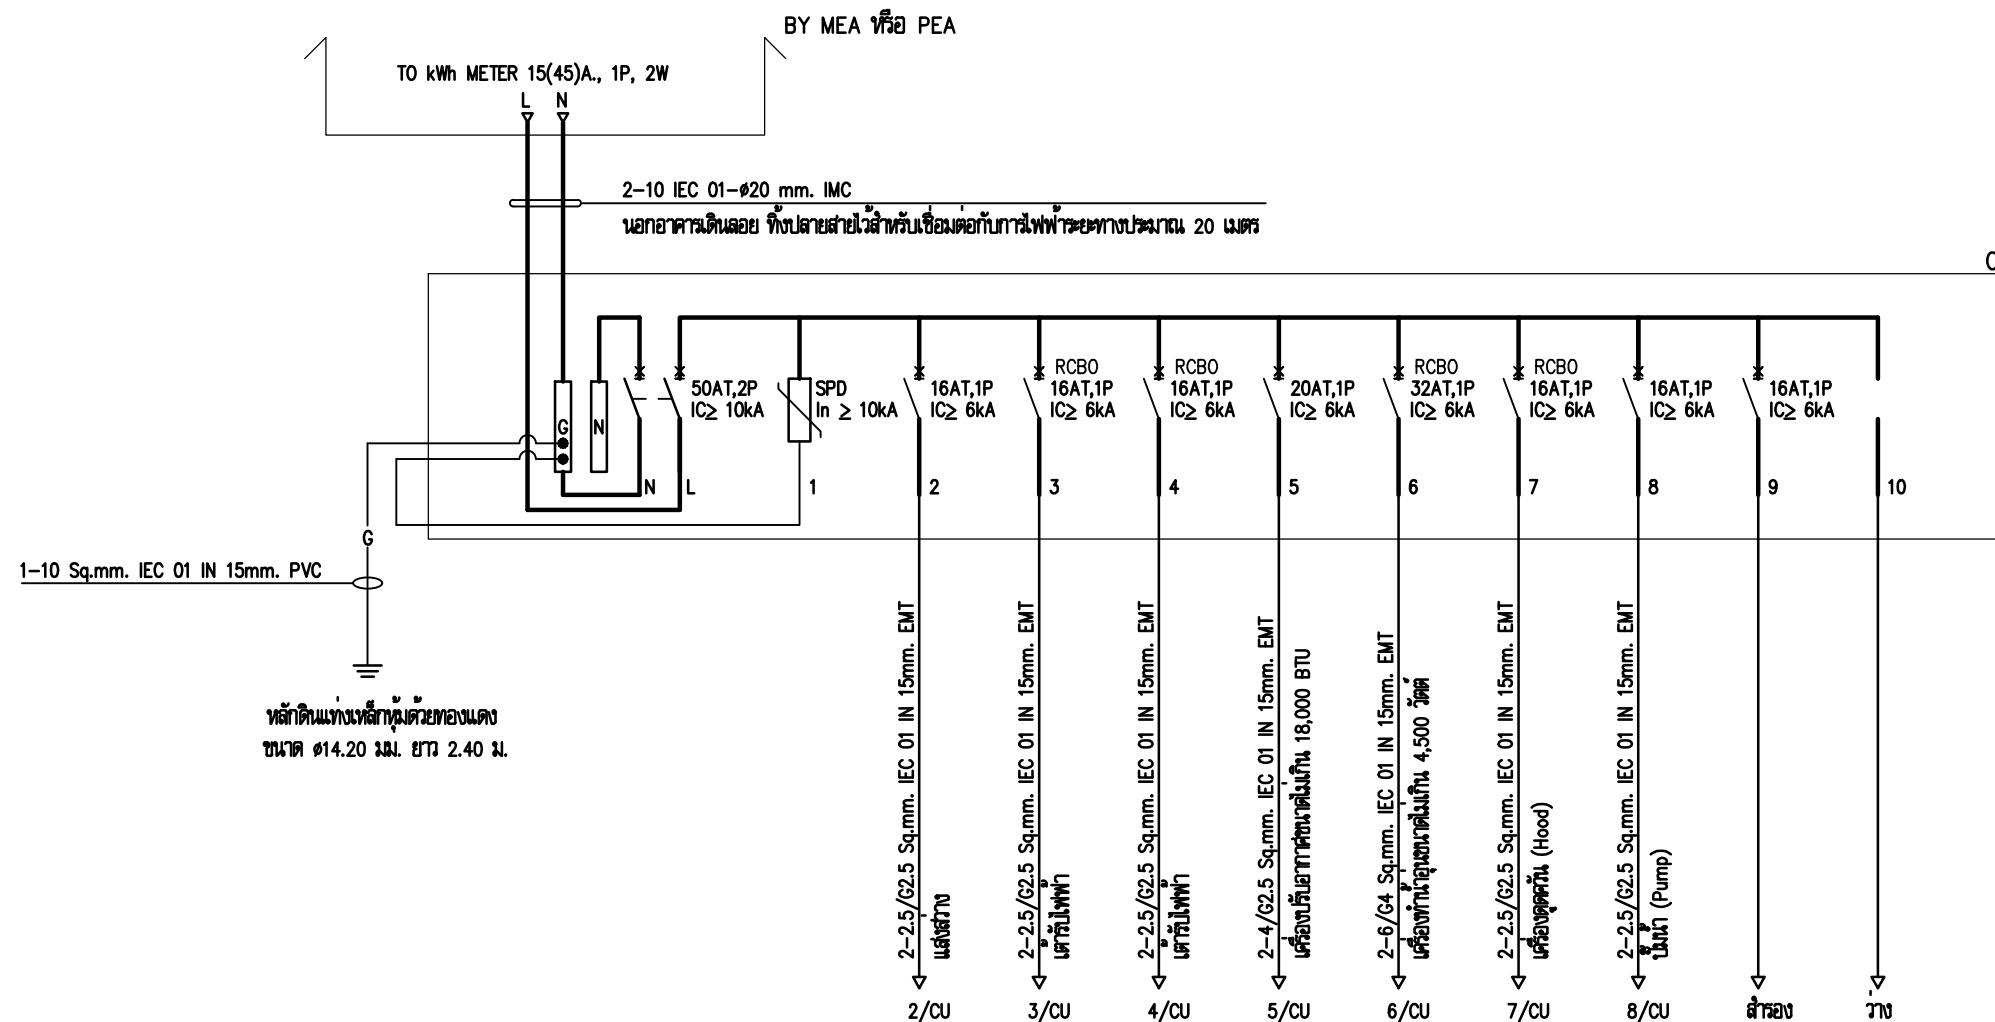 BY MEA หรือ PEA
TO kWh METER 15(45)A., 1P, 2W
L N
2-10 IEC 01-ø20 mm. IMC
นอกอาคารเดินลอย ทิ้งปลายสายไว้สำหรับเชื่อมต่อกับการไฟฟ้าระยะทางประมาณ 20 เมตร
50AT,2P
IC≥ 10kA
SPD
In ≥ 10kA
16AT,1P
IC≥ 6kA
RCBO
16AT,1P
IC≥ 6kA
RCBO
16AT,1P
IC≥ 6kA
20AT,1P
IC≥ 6kA
RCBO
32AT,1P
IC≥ 6kA
RCBO
16AT,1P
IC≥ 6kA
16AT,1P
IC≥ 6kA
16AT,1P
IC≥ 6kA
G N
N L 1 2 3 4 5 6 7 8 9 10
G
1-10 Sq.mm. IEC 01 IN 15mm. PVC
หลักดินแท่งเหล็กหุ้มด้วยทองแดง
ขนาด ø14.20 มม. ยาว 2.40 ม.
2-2.5/G2.5 Sq.mm. IEC 01 IN 15mm. EMT
แสงสว่าง
2-2.5/G2.5 Sq.mm. IEC 01 IN 15mm. EMT
เต้ารับไฟฟ้า
2-2.5/G2.5 Sq.mm. IEC 01 IN 15mm. EMT
เต้ารับไฟฟ้า
2-4/G2.5 Sq.mm. IEC 01 IN 15mm. EMT
เครื่องปรับอากาศขนาดไม่เกิน 18,000 BTU
2-6/G4 Sq.mm. IEC 01 IN 15mm. EMT
เครื่องทำน้ำอุ่นขนาดไม่เกิน 4,500 วัตต์
2-2.5/G2.5 Sq.mm. IEC 01 IN 15mm. EMT
เครื่องดูดควัน (Hood)
2-2.5/G2.5 Sq.mm. IEC 01 IN 15mm. EMT
ปั๊มน้ำ (Pump)
2/CU 3/CU 4/CU 5/CU 6/CU 7/CU 8/CU สำรอง ว่าง